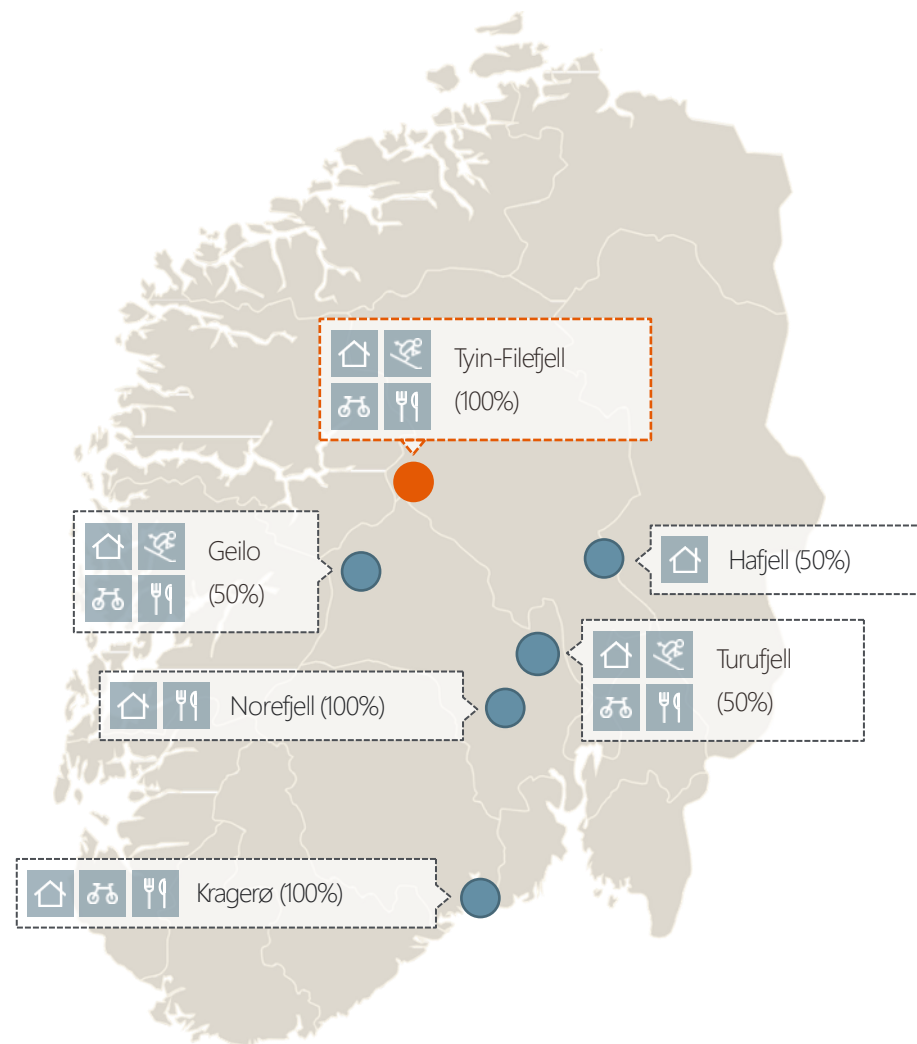 Tyin-Filefjell
(100%)
Geilo
(50%)
Hafjell (50%)
Turufjell
(50%)
Norefjell (100%)
Kragerø (100%)